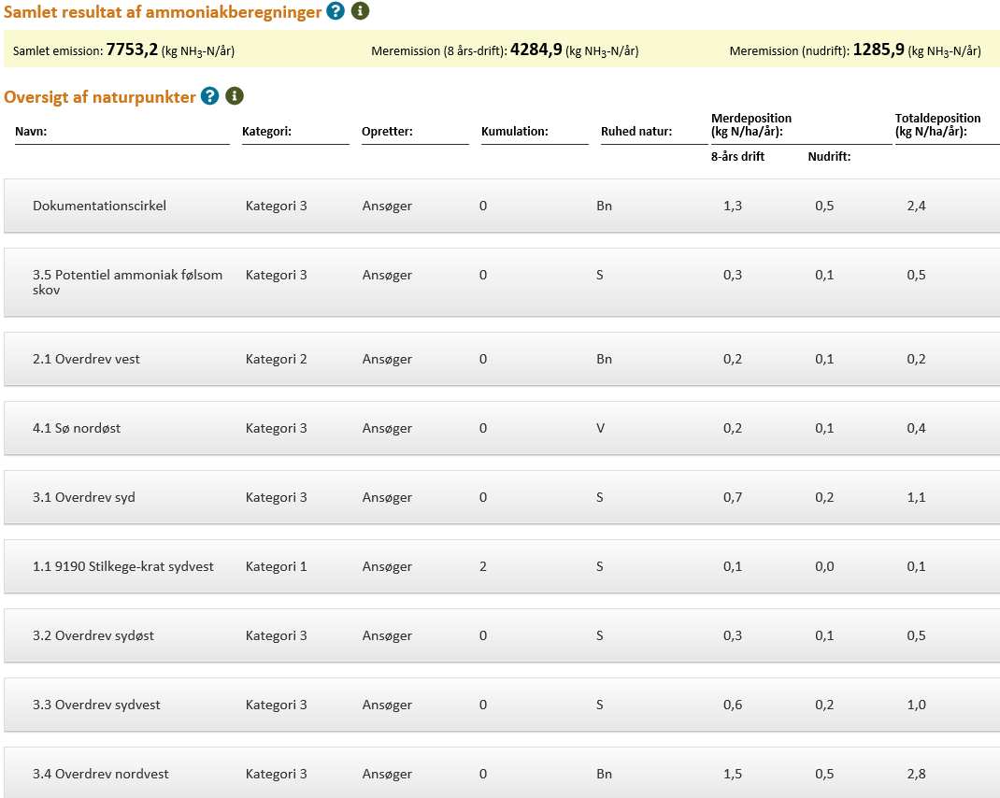 Samlet resultat af ammoniakberegninger ? i
Samlet emission: 7753,2 (kg NH3-N/år) Meremission (8 års-drift): 4284,9 (kg NH3-N/år) Meremission (nudrift): 1285,9 (kg NH3-N/år)
Oversigt af naturpunkter ? i
Navn: Kategori: Opretter: Kumulation: Ruhed natur: Merdeposition (kg N/ha/år): Totaldeposition (kg N/ha/år):
8-års drift Nudrift:
Dokumentationscirkel Kategori 3 Ansøger 0 Bn 1,3 0,5 2,4
3.5 Potentiel ammoniak følsom Kategori 3 Ansøger 0 S 0,3 0,1 0,5
skov
2.1 Overdrev vest Kategori 2 Ansøger 0 Bn 0,2 0,1 0,2
4.1 Sø nordøst Kategori 3 Ansøger 0 V 0,2 0,1 0,4
3.1 Overdrev syd Kategori 3 Ansøger 0 S 0,7 0,2 1,1
1.1 9190 Stilkege-krat sydvest Kategori 1 Ansøger 2 S 0,1 0,0 0,1
3.2 Overdrev sydøst Kategori 3 Ansøger 0 S 0,3 0,1 0,5
3.3 Overdrev sydvest Kategori 3 Ansøger 0 S 0,6 0,2 1,0
3.4 Overdrev nordvest Kategori 3 Ansøger 0 Bn 1,5 0,5 2,8